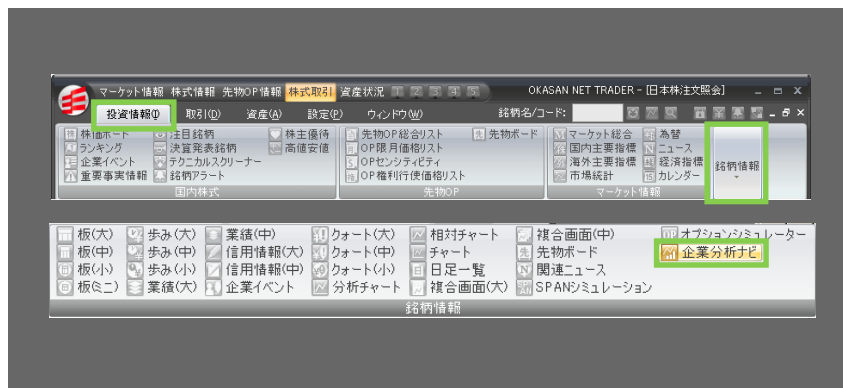 マーケット情報 株式情報 先物OP情報 株式取引 資産状況 1 2 3 4 5 OKASAN NET TRADER - [日本株注文照会]
投資情報(I) 取引(D) 資産(A) 設定(P) ウィンドウ(W) 銘柄名/コード:
株価ボード 注目銘柄 株主優待 先物OP総合リスト 先物ボード マーケット総合 為替
ランキング 決算発表銘柄 高値安値 OP限月価格リスト 国内主要指標 ニュース
企業イベント テクニカルスクリーナー OPセンシティビティ 海外主要指標 経済指標 銘柄情報
重要事実情報 銘柄アラート OP権利行使価格リスト 市場統計 カレンダー
国内株式 先物OP マーケット情報
板(大) 歩み(大) 業績(中) クォート(大) 相対チャート 複合画面(中) オプションシミュレーター
板(中) 歩み(中) 信用情報(大) クォート(中) チャート 先物ボード 企業分析ナビ
板(小) 歩み(小) 信用情報(中) クォート(小) 日足一覧 関連ニュース
板(ミニ) 業績(大) 企業イベント 分析チャート 複合画面(大) SPANシミュレーション
銘柄情報